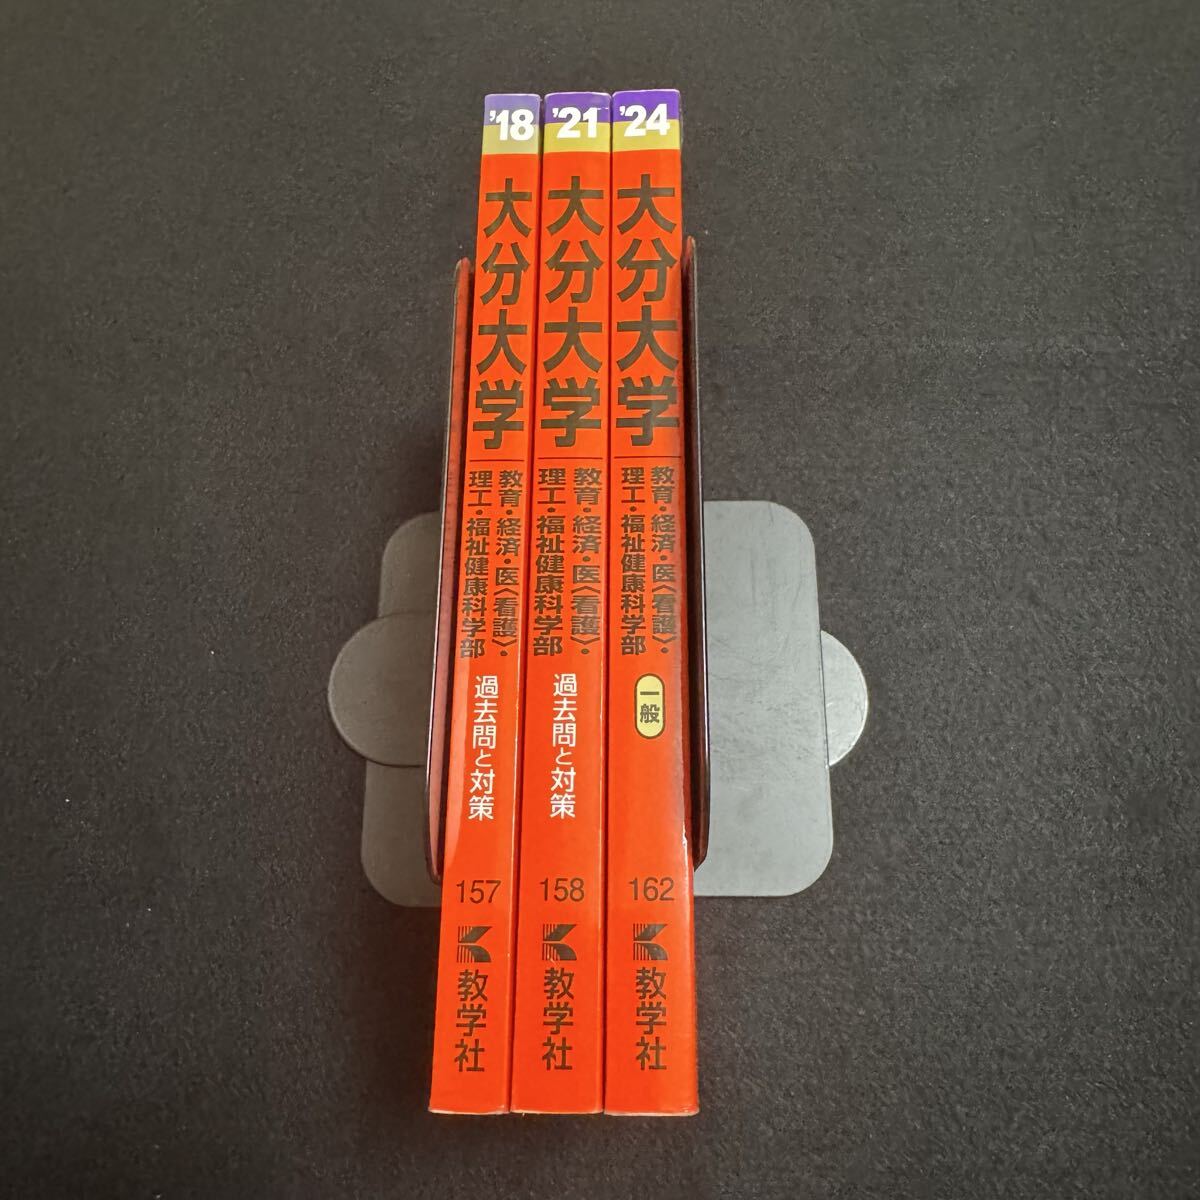 '18
大分大学
教育・経済・医〈看護〉・
理工・福祉健康科学部
過去問と対策
157
教学社
'21
大分大学
教育・経済・医〈看護〉・
理工・福祉健康科学部
過去問と対策
158
教学社
'24
大分大学
教育・経済・医〈看護〉・
理工・福祉健康科学部
一般
162
教学社